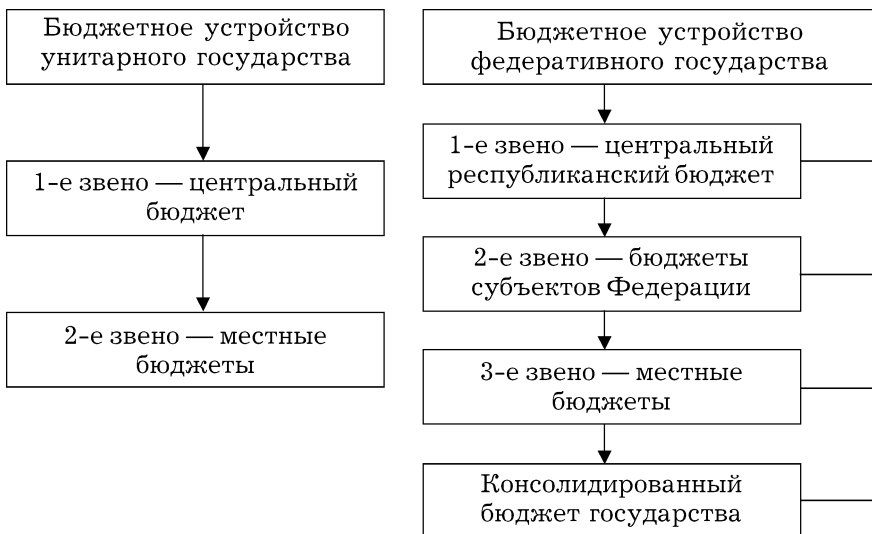 Бюджетное устройство
унитарного государства
1-е звено — центральный
бюджет
2-е звено — местные
бюджеты
Бюджетное устройство
федеративного государства
1-е звено — центральный
республиканский бюджет
2-е звено — бюджеты
субъектов Федерации
3-е звено — местные
бюджеты
Консолидированный
бюджет государства